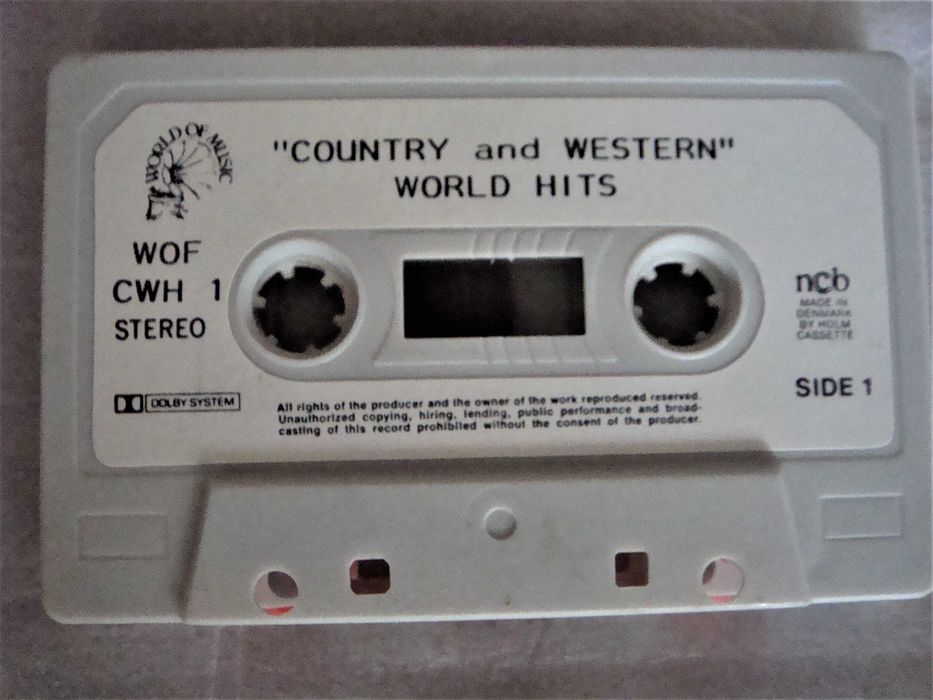 WORLD OF MUSIC
"COUNTRY and WESTERN"
WORLD HITS
WOF
CWH 1
STEREO
ncb
MADE IN
DENMARK
BY HOLM
CASSETTE
SIDE 1
DOLBY SYSTEM
All rights of the producer and the owner of the work reproduced reserved.
Unauthorized copying, hiring, lending, public performance and broad-
casting of this record prohibited without the consent of the producer.